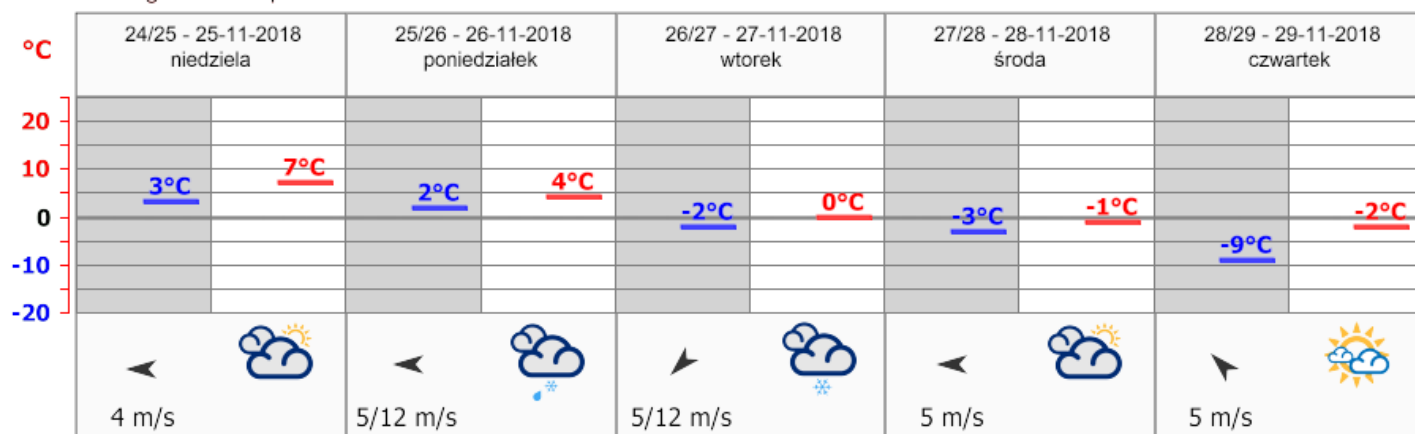 24/25 - 25-11-2018
niedziela
25/26 - 26-11-2018
poniedziałek
26/27 - 27-11-2018
wtorek
27/28 - 28-11-2018
środa
28/29 - 29-11-2018
czwartek
°C
20
10
0
-10
-20
3°C
7°C
2°C
4°C
-2°C
0°C
-3°C
-1°C
-9°C
-2°C
4 m/s
5/12 m/s
5/12 m/s
5 m/s
5 m/s